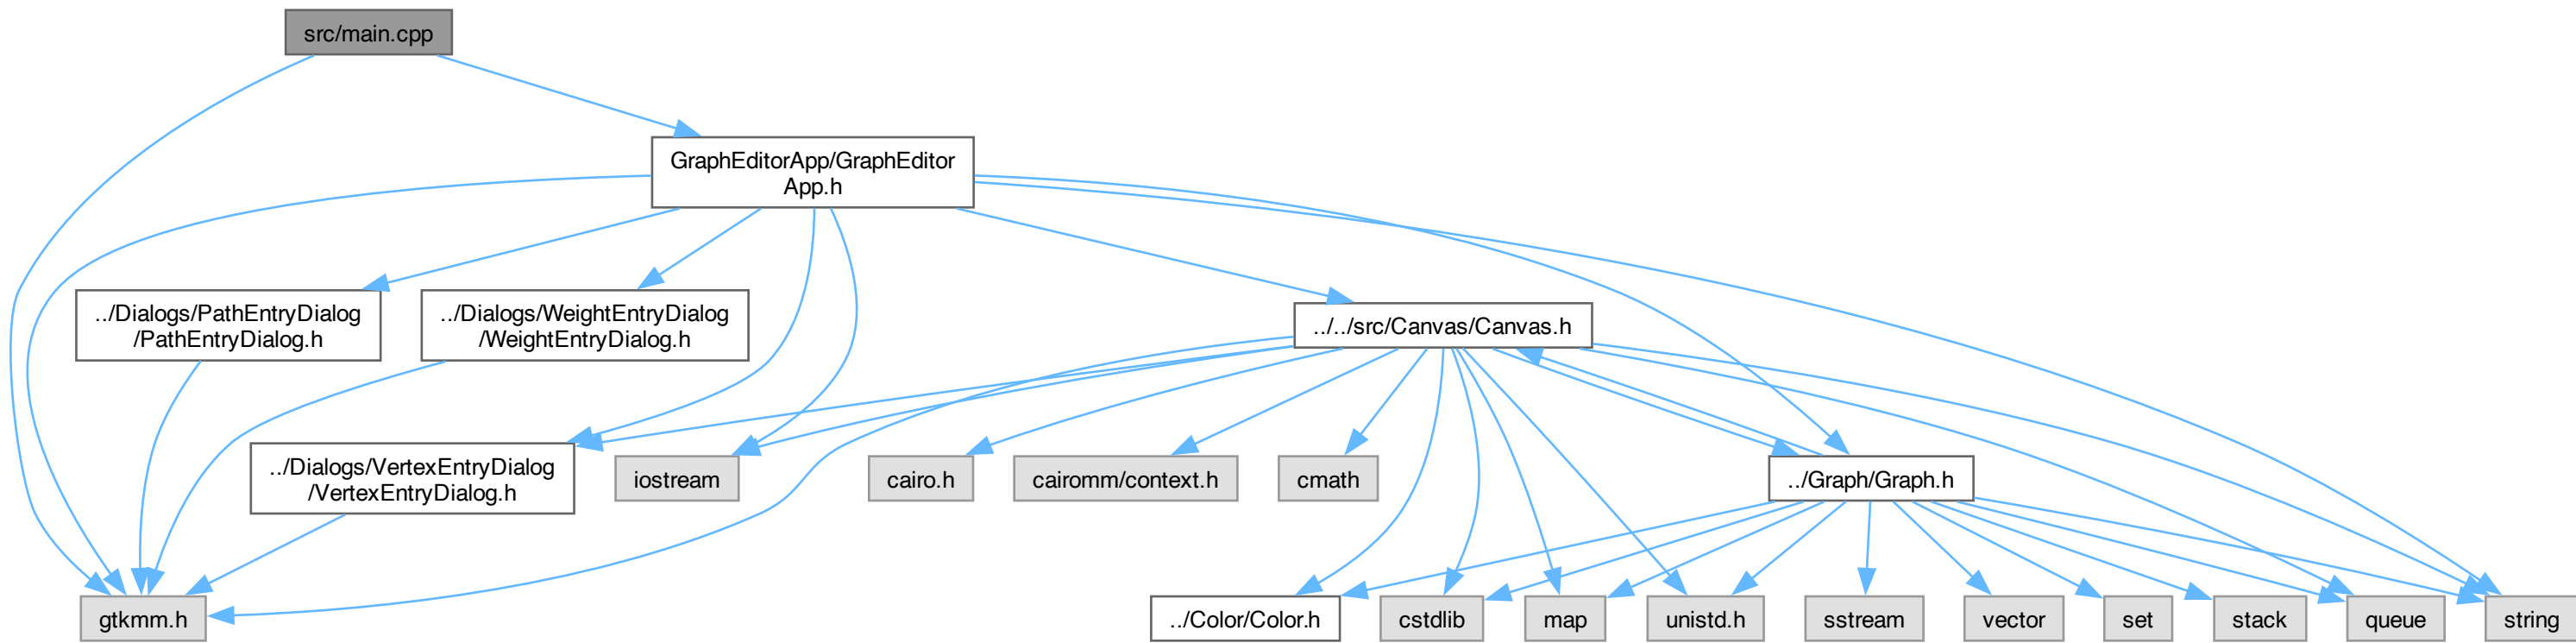 src/main.cpp
GraphEditorApp/GraphEditor
App.h
../Dialogs/PathEntryDialog
/PathEntryDialog.h
../Dialogs/WeightEntryDialog
/WeightEntryDialog.h
../../src/Canvas/Canvas.h
../Dialogs/VertexEntryDialog
/VertexEntryDialog.h
iostream
cairo.h
cairomm/context.h
cmath
../Graph/Graph.h
gtkmm.h
../Color/Color.h
cstdlib
map
unistd.h
sstream
vector
set
stack
queue
string